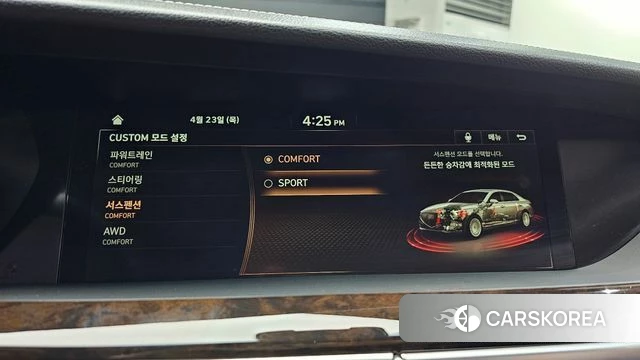 4월 23일 (목)
4:25 PM
CUSTOM 모드 설정
메뉴
파워트레인
COMFORT
스티어링
COMFORT
서스펜션
COMFORT
AWD
COMFORT
COMFORT
SPORT
서스펜션 모드를 선택합니다.
든든한 승차감에 최적화된 모드
CARSKOREA